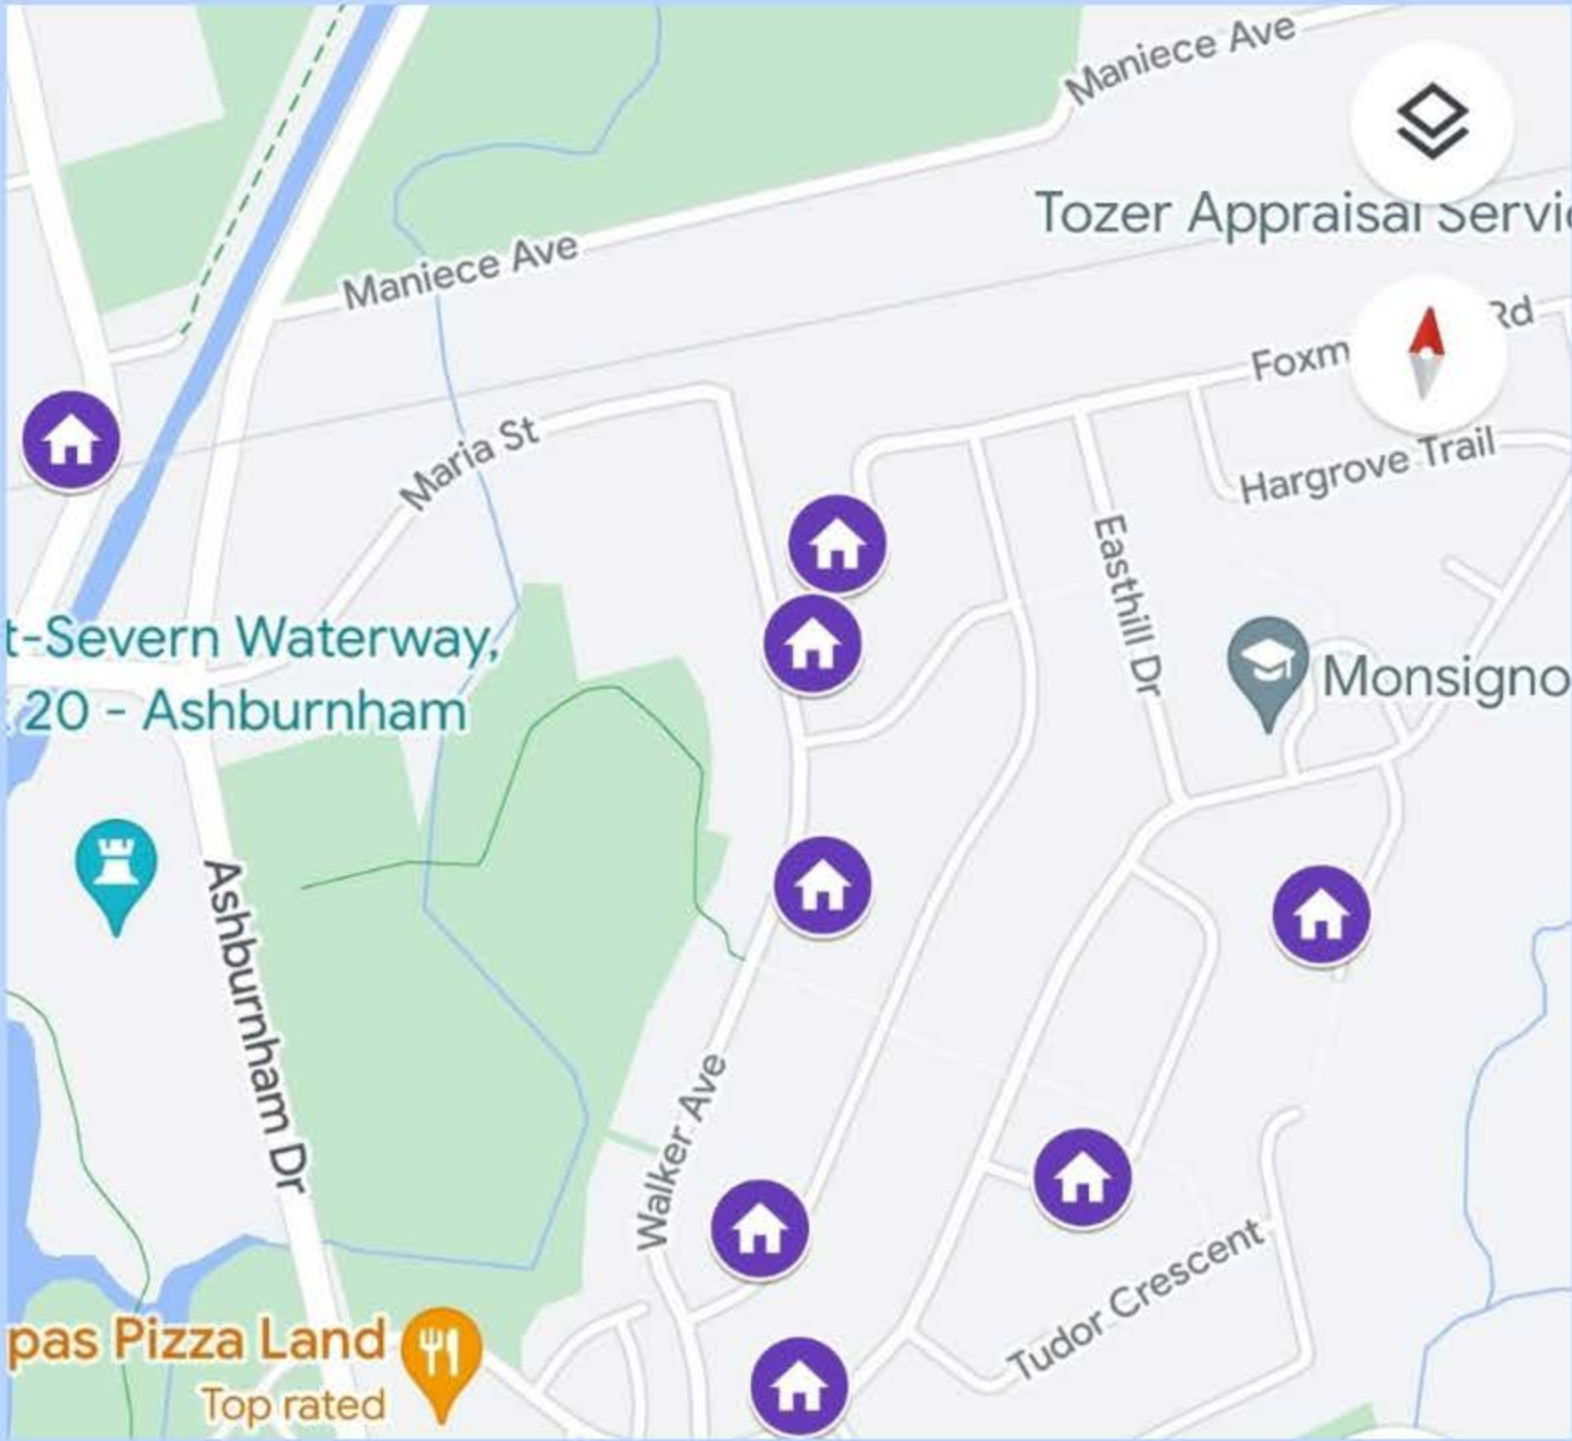 Maniece Ave
Tozer Appraisal Servi
Maniece Ave
Rd
Foxm
Maria St
Hargrove Trail
Easthill Dr
t-Severn Waterway,
20 - Ashburnham
Monsigno
Ashburnham Dr
Walker Ave
Tudor Crescent
pas Pizza Land
Top rated